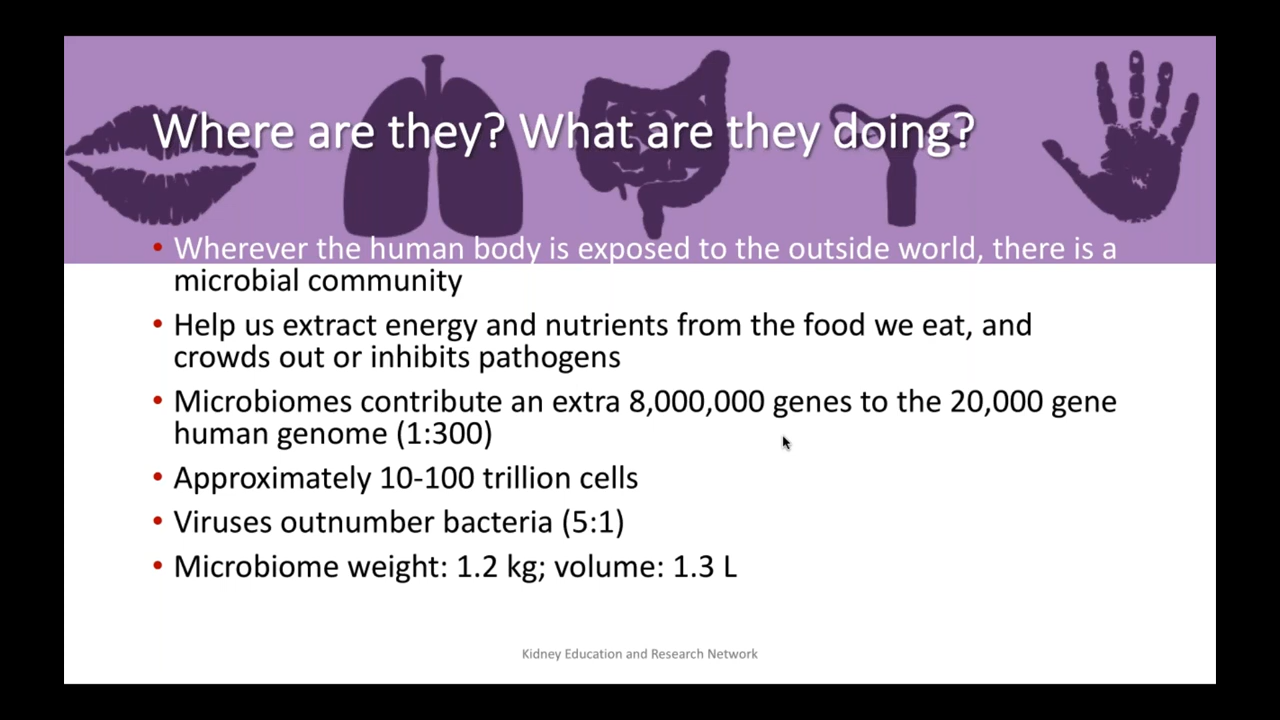 Where are they? What are they doing?
• Wherever the human body is exposed to the outside world, there is a
microbial community
• Help us extract energy and nutrients from the food we eat, and
crowds out or inhibits pathogens
• Microbiomes contribute an extra 8,000,000 genes to the 20,000 gene
human genome (1:300)
• Approximately 10-100 trillion cells
• Viruses outnumber bacteria (5:1)
• Microbiome weight: 1.2 kg; volume: 1.3 L
Kidney Education and Research Network